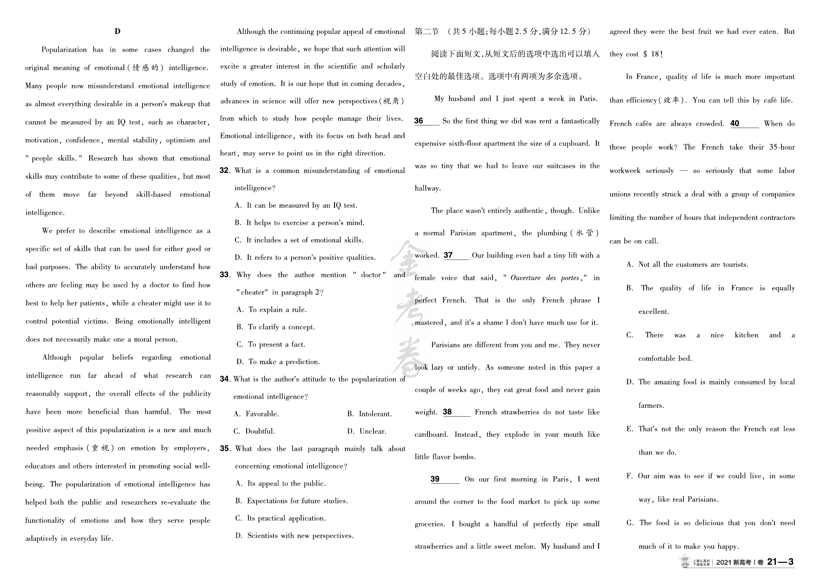 D
Popularization has in some cases changed the
original meaning of emotional (情感的) intelligence.
Many people now misunderstand emotional intelligence
as almost everything desirable in a person's makeup that
cannot be measured by an IQ test, such as character,
motivation, confidence, mental stability, optimism and
"people skills." Research has shown that emotional
skills may contribute to some of these qualities, but most
of them move far beyond skill-based emotional
intelligence.
We prefer to describe emotional intelligence as a
specific set of skills that can be used for either good or
bad purposes. The ability to accurately understand how
others are feeling may be used by a doctor to find how
best to help her patients, while a cheater might use it to
control potential victims. Being emotionally intelligent
does not necessarily make one a moral person.
Although popular beliefs regarding emotional
intelligence run far ahead of what research can
reasonably support, the overall effects of the publicity
have been more beneficial than harmful. The most
positive aspect of this popularization is a new and much
needed emphasis (重视) on emotion by employers,
educators and others interested in promoting social well-
being. The popularization of emotional intelligence has
helped both the public and researchers re-evaluate the
functionality of emotions and how they serve people
adaptively in everyday life.
Although the continuing popular appeal of emotional
intelligence is desirable, we hope that such attention will
excite a greater interest in the scientific and scholarly
study of emotion. It is our hope that in coming decades,
advances in science will offer new perspectives (视角)
from which to study how people manage their lives.
Emotional intelligence, with its focus on both head and
heart, may serve to point us in the right direction.
32. What is a common misunderstanding of emotional
intelligence?
A. It can be measured by an IQ test.
B. It helps to exercise a person's mind.
C. It includes a set of emotional skills.
D. It refers to a person's positive qualities.
33. Why does the author mention "doctor" and
"cheater" in paragraph 2?
A. To explain a rule.
B. To clarify a concept.
C. To present a fact.
D. To make a prediction.
34. What is the author's attitude to the popularization of
emotional intelligence?
A. Favorable. B. Intolerant.
C. Doubtful. D. Unclear.
35. What does the last paragraph mainly talk about
concerning emotional intelligence?
A. Its appeal to the public.
B. Expectations for future studies.
C. Its practical application.
D. Scientists with new perspectives.
第二节 (共5小题;每小题2.5分,满分12.5分)
阅读下面短文,从短文后的选项中选出可以填入
空白处的最佳选项。选项中有两项为多余选项。
My husband and I just spent a week in Paris.
36 So the first thing we did was rent a fantastically
expensive sixth-floor apartment the size of a cupboard. It
was so tiny that we had to leave our suitcases in the
hallway.
The place wasn't entirely authentic, though. Unlike
a normal Parisian apartment, the plumbing (水管)
worked. 37 Our building even had a tiny lift with a
female voice that said, "Ouverture des portes," in
perfect French. That is the only French phrase I
mastered, and it's a shame I don't have much use for it.
Parisians are different from you and me. They never
look lazy or untidy. As someone noted in this paper a
couple of weeks ago, they eat great food and never gain
weight. 38 French strawberries do not taste like
cardboard. Instead, they explode in your mouth like
little flavor bombs.
39 On our first morning in Paris, I went
around the corner to the food market to pick up some
groceries. I bought a handful of perfectly ripe small
strawberries and a little sweet melon. My husband and I
agreed they were the best fruit we had ever eaten. But
they cost $18!
In France, quality of life is much more important
than efficiency (效率). You can tell this by café life.
French cafés are always crowded. 40 When do
these people work? The French take their 35-hour
workweek seriously — so seriously that some labor
unions recently struck a deal with a group of companies
limiting the number of hours that independent contractors
can be on call.
A. Not all the customers are tourists.
B. The quality of life in France is equally
excellent.
C. There was a nice kitchen and a
comfortable bed.
D. The amazing food is mainly consumed by local
farmers.
E. That's not the only reason the French eat less
than we do.
F. Our aim was to see if we could live, in some
way, like real Parisians.
G. The food is so delicious that you don't need
much of it to make you happy.
金考卷
2021新高考Ⅰ卷 21—3